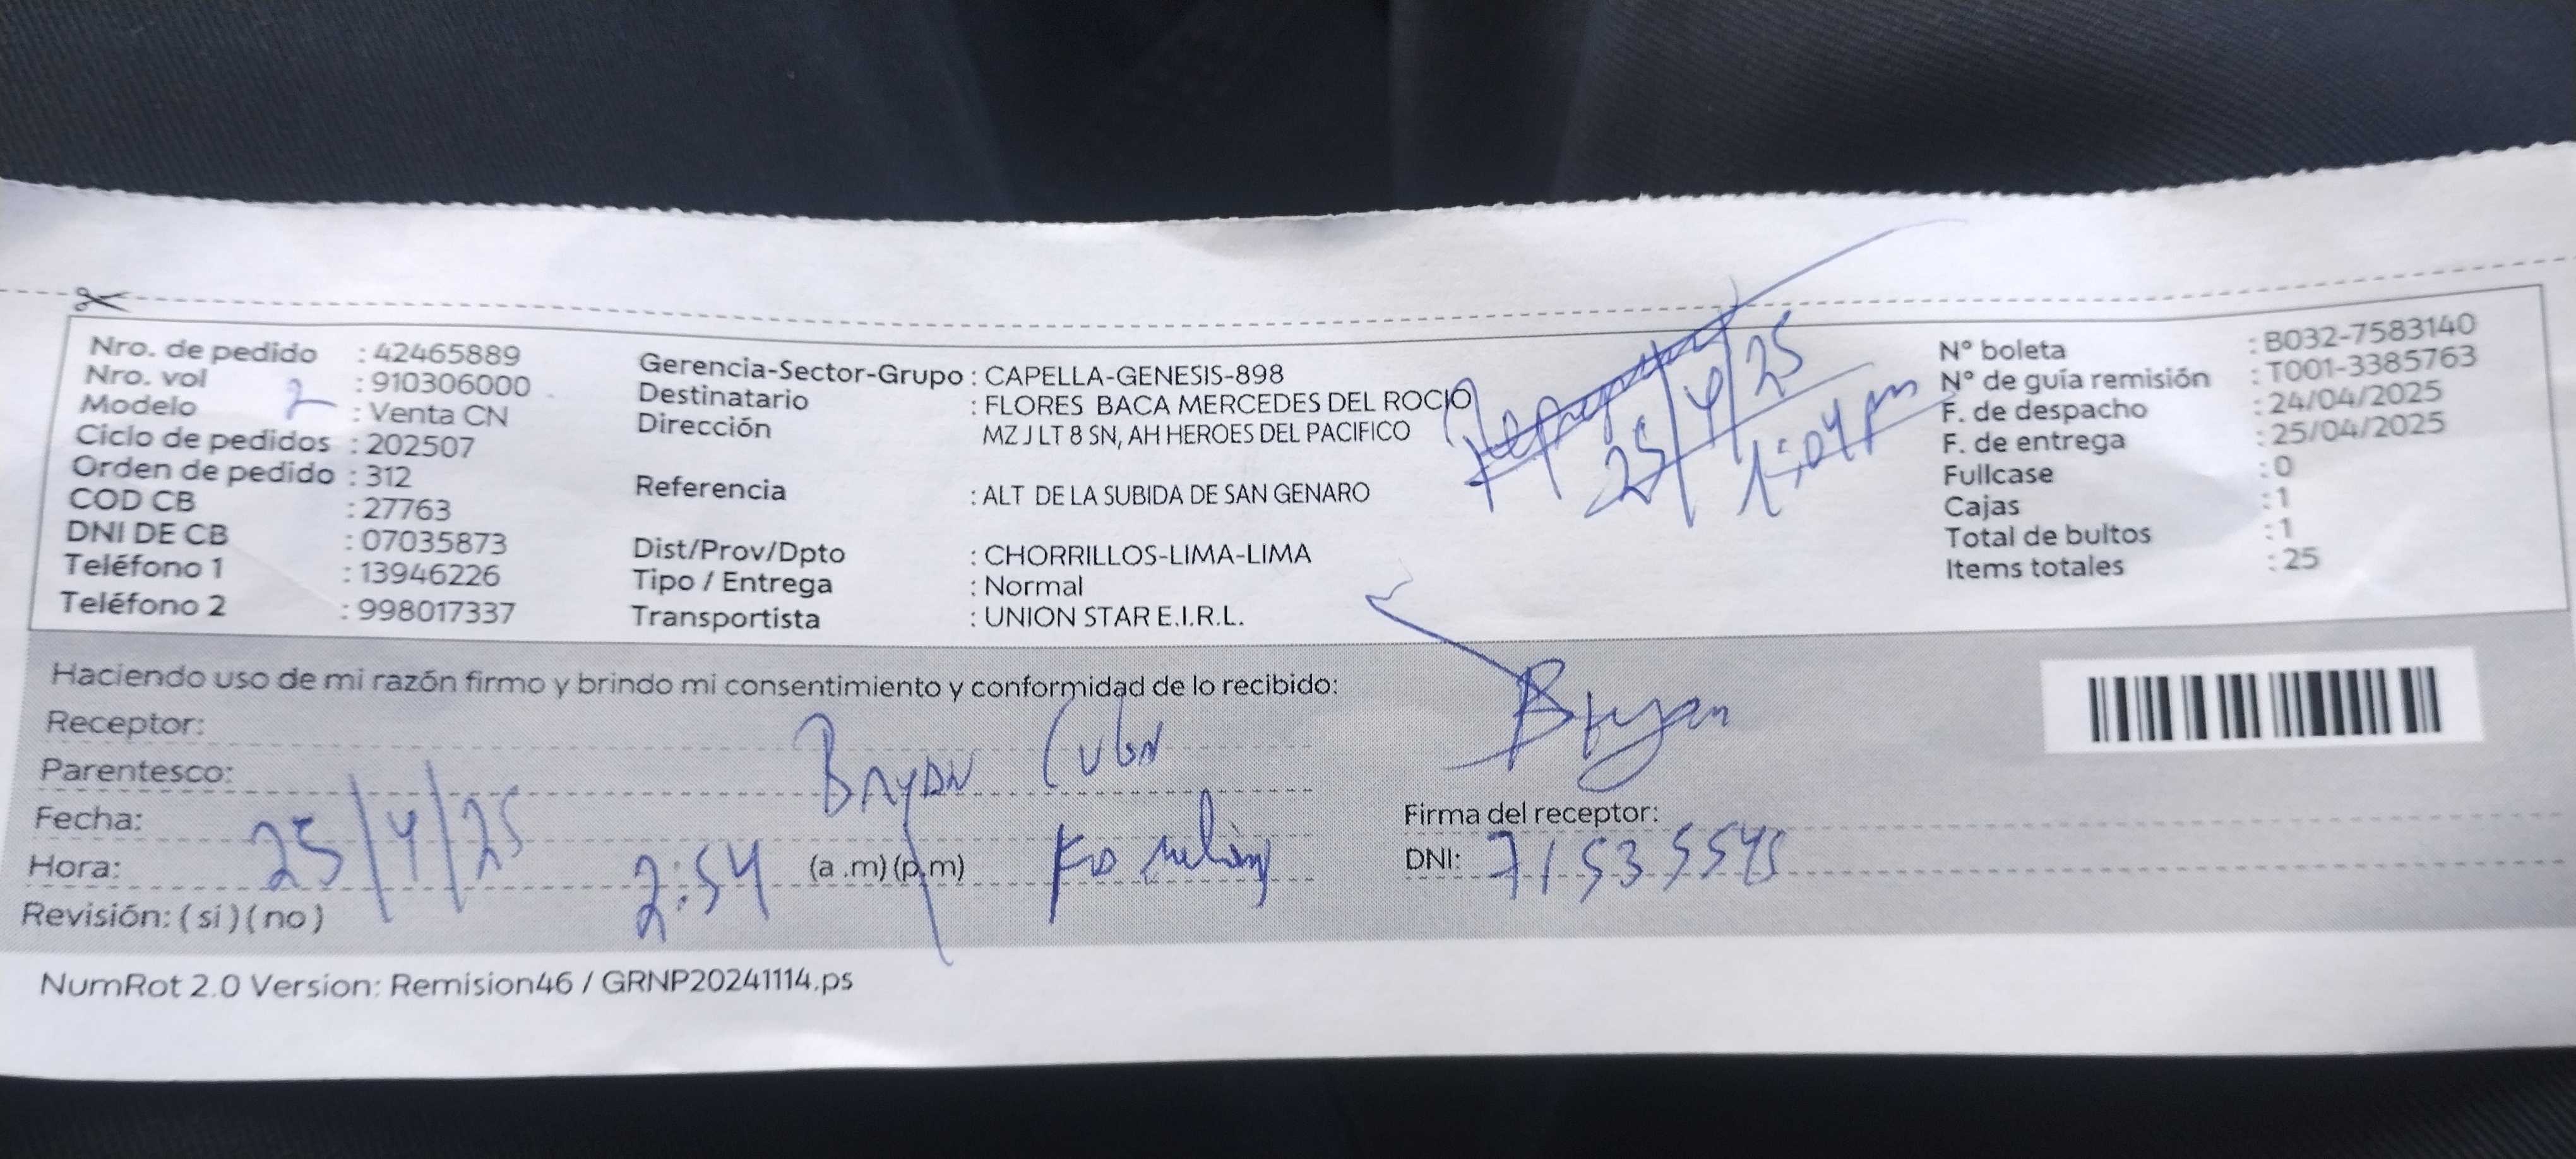 Nro. de pedido : 42465889
Nro. vol : 910306000
2
Modelo : Venta CN
Ciclo de pedidos : 202507
Orden de pedido : 312
COD CB : 27763
DNI DE CB : 07035873
Teléfono 1 : 13946226
Teléfono 2 : 998017337
Gerencia-Sector-Grupo : CAPELLA-GENESIS-898
Destinatario : FLORES BACA MERCEDES DEL ROCIO
Dirección : MZ J LT 8 SN, AH HEROES DEL PACIFICO
Referencia : ALT DE LA SUBIDA DE SAN GENARO
Dist/Prov/Dpto : CHORRILLOS-LIMA-LIMA
Tipo / Entrega : Normal
Transportista : UNION STAR E.I.R.L.
25/4/25
1:04 pm
N° boleta : B032-7583140
N° de guía remisión : T001-3385763
F. de despacho : 24/04/2025
F. de entrega : 25/04/2025
Fullcase : 0
Cajas : 1
Total de bultos : 1
Items totales : 25
Haciendo uso de mi razón firmo y brindo mi consentimiento y conformidad de lo recibido:
Receptor:
Parentesco: Bryan
Fecha: 25/4/25
Hora: 2:54 (a .m) (p.m)
Revisión: ( si ) ( no )
Bryan
Firma del receptor:
DNI: 71535545
NumRot 2.0 Version: Remision46 / GRNP20241114.ps